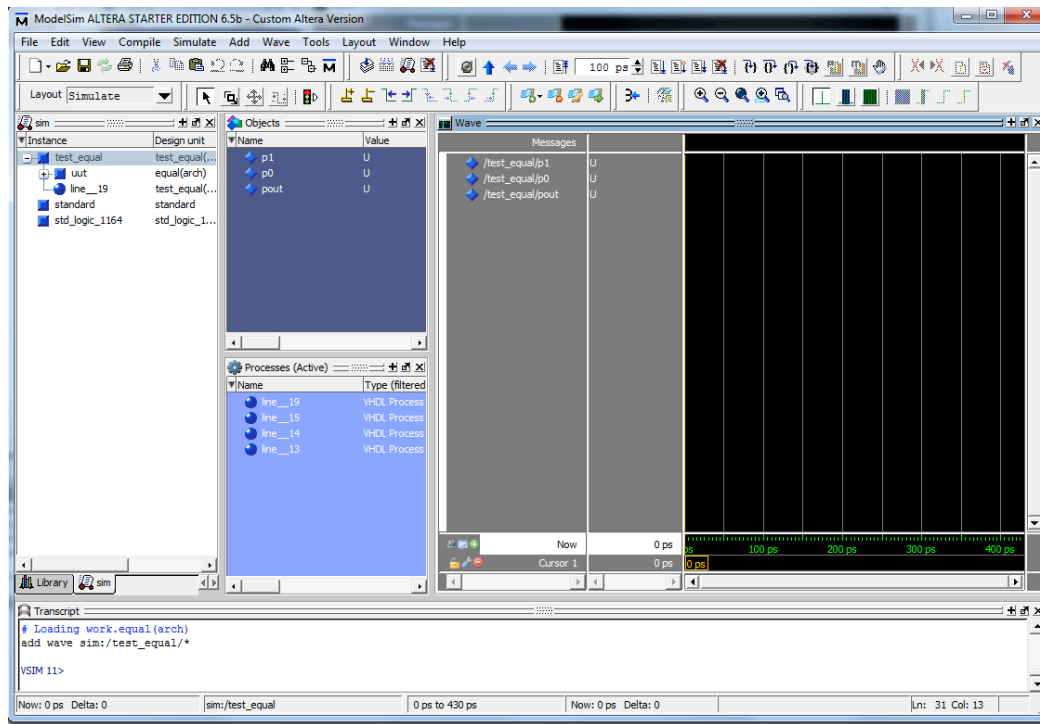 ModelSim ALTERA STARTER EDITION 6.5b - Custom Altera Version
File Edit View Compile Simulate Add Wave Tools Layout Window Help
100 ps
Layout Simulate
sim
Instance Design unit
test_equal test_equal(...
uut equal(arch)
line__19 test_equal(...
standard standard
std_logic_1164 std_logic_1...
Library sim
Objects
Name Value
p1 U
p0 U
pout U
Processes (Active)
Name Type (filtered
line__19 VHDL Process
line__15 VHDL Process
line__14 VHDL Process
line__13 VHDL Process
Wave
Messages
/test_equal/p1 U
/test_equal/p0 U
/test_equal/pout U
Now 0 ps
ps 100 ps 200 ps 300 ps 400 ps
Cursor 1 0 ps 0 ps
Transcript
# Loading work.equal(arch)
add wave sim:/test_equal/*
VSIM 11>
Now: 0 ps Delta: 0 sim:/test_equal 0 ps to 430 ps Now: 0 ps Delta: 0 Ln: 31 Col: 13